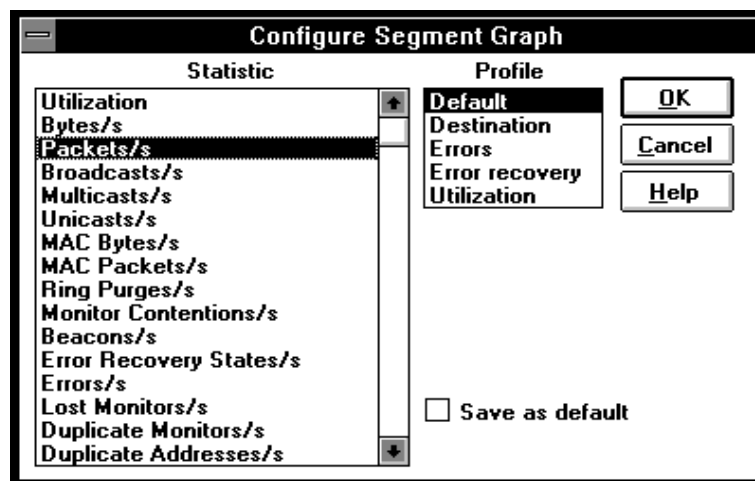 Configure Segment Graph
Statistic
Utilization
Bytes/s
Packets/s
Broadcasts/s
Multicasts/s
Unicasts/s
MAC Bytes/s
MAC Packets/s
Ring Purges/s
Monitor Contentions/s
Beacons/s
Error Recovery States/s
Errors/s
Lost Monitors/s
Duplicate Monitors/s
Duplicate Addresses/s
Profile
Default
Destination
Errors
Error recovery
Utilization
OK
Cancel
Help
Save as default